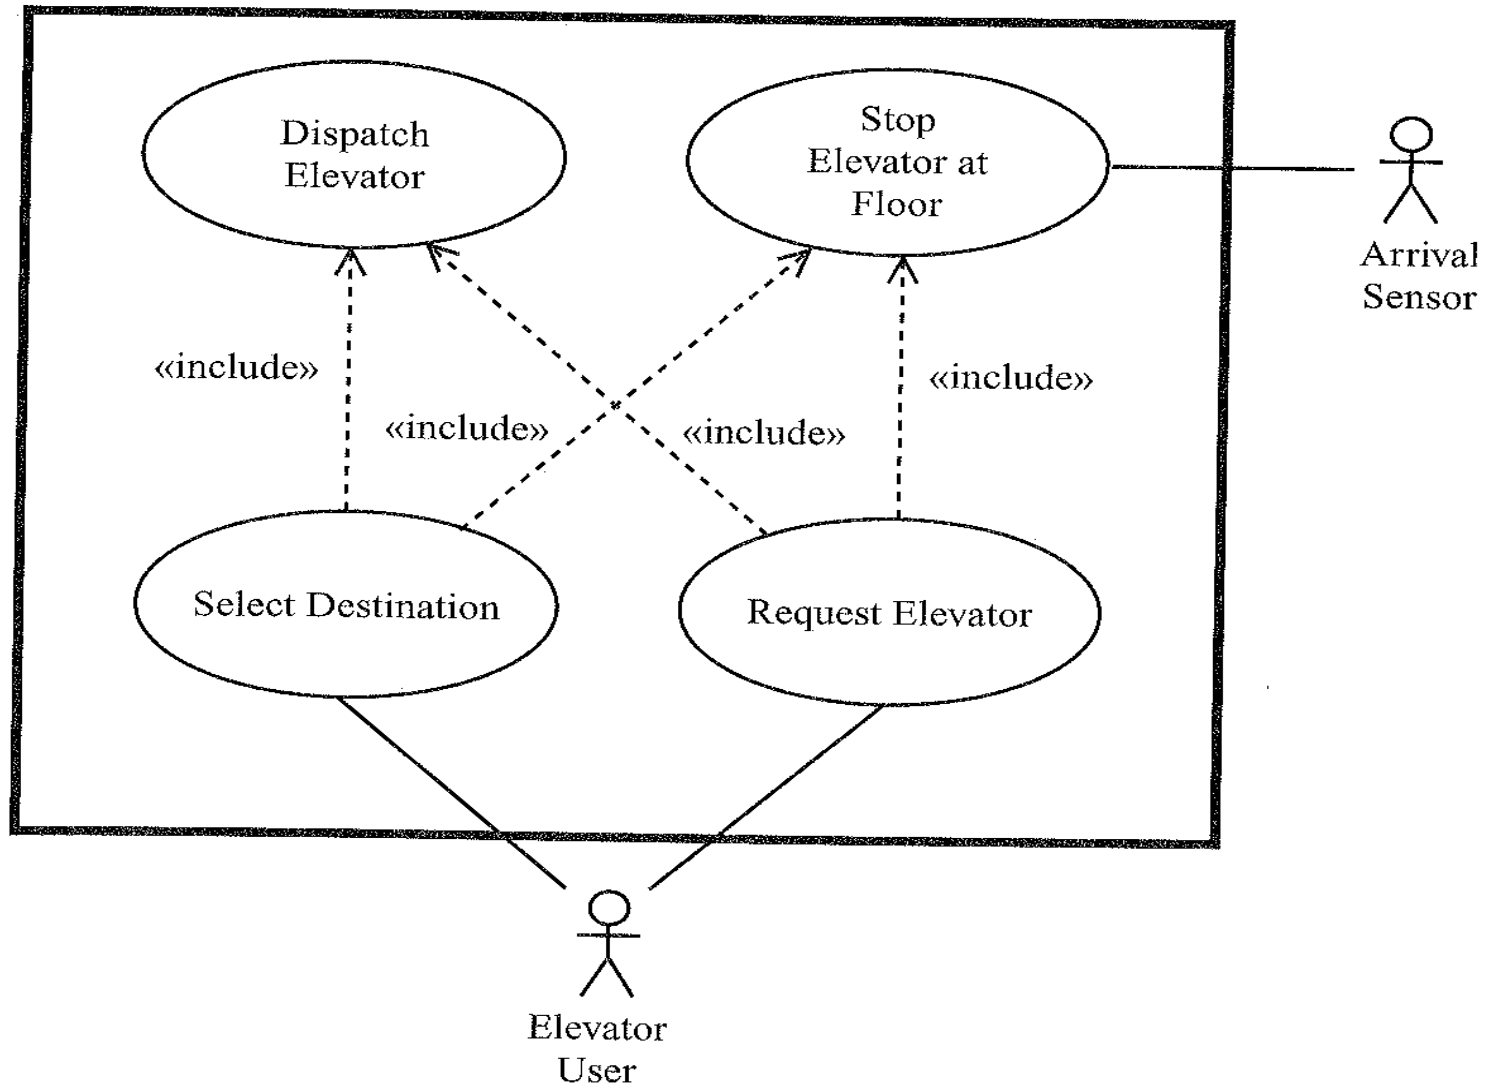 Dispatch
Elevator
Stop
Elevator at
Floor
Arrival
Sensor
«include»
«include»
«include»
«include»
Select Destination
Request Elevator
Elevator
User